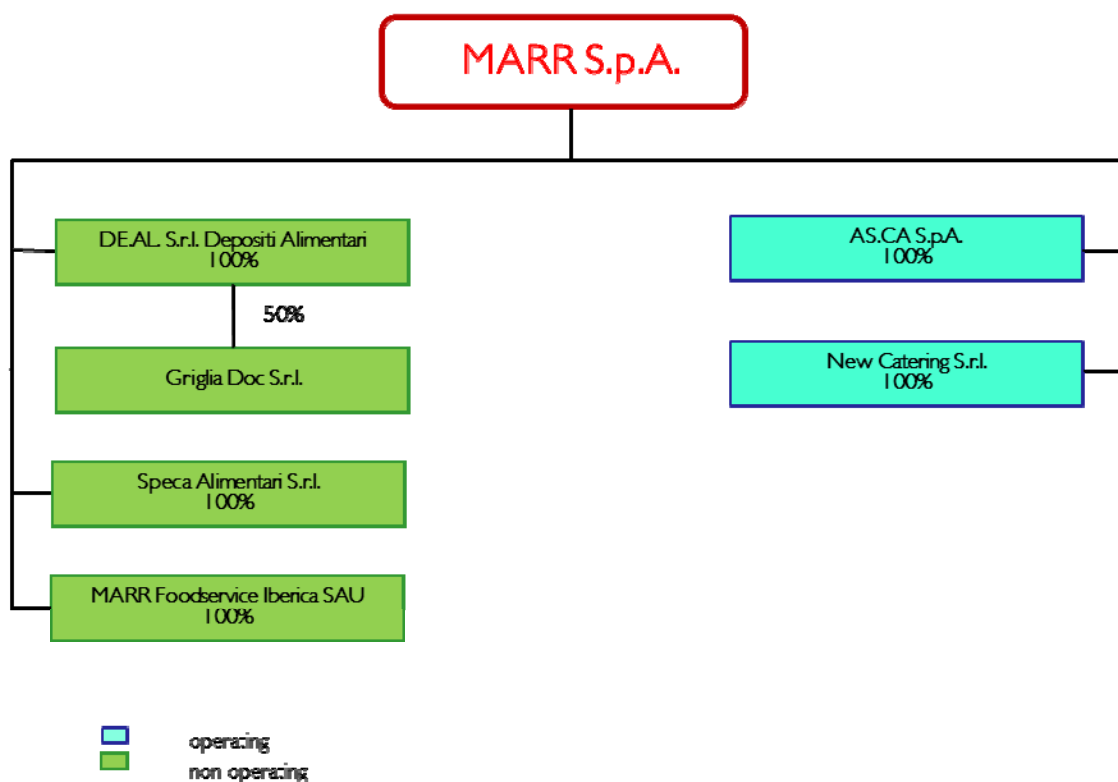 MARR S.p.A.
DE.AL. S.r.l. Depositi Alimentari
100%
50%
Griglia Doc S.r.l.
Speca Alimentari S.r.l.
100%
MARR Foodservice Iberica SAU
100%
AS.CA S.p.A.
100%
New Catering S.r.l.
100%
operating
non operating